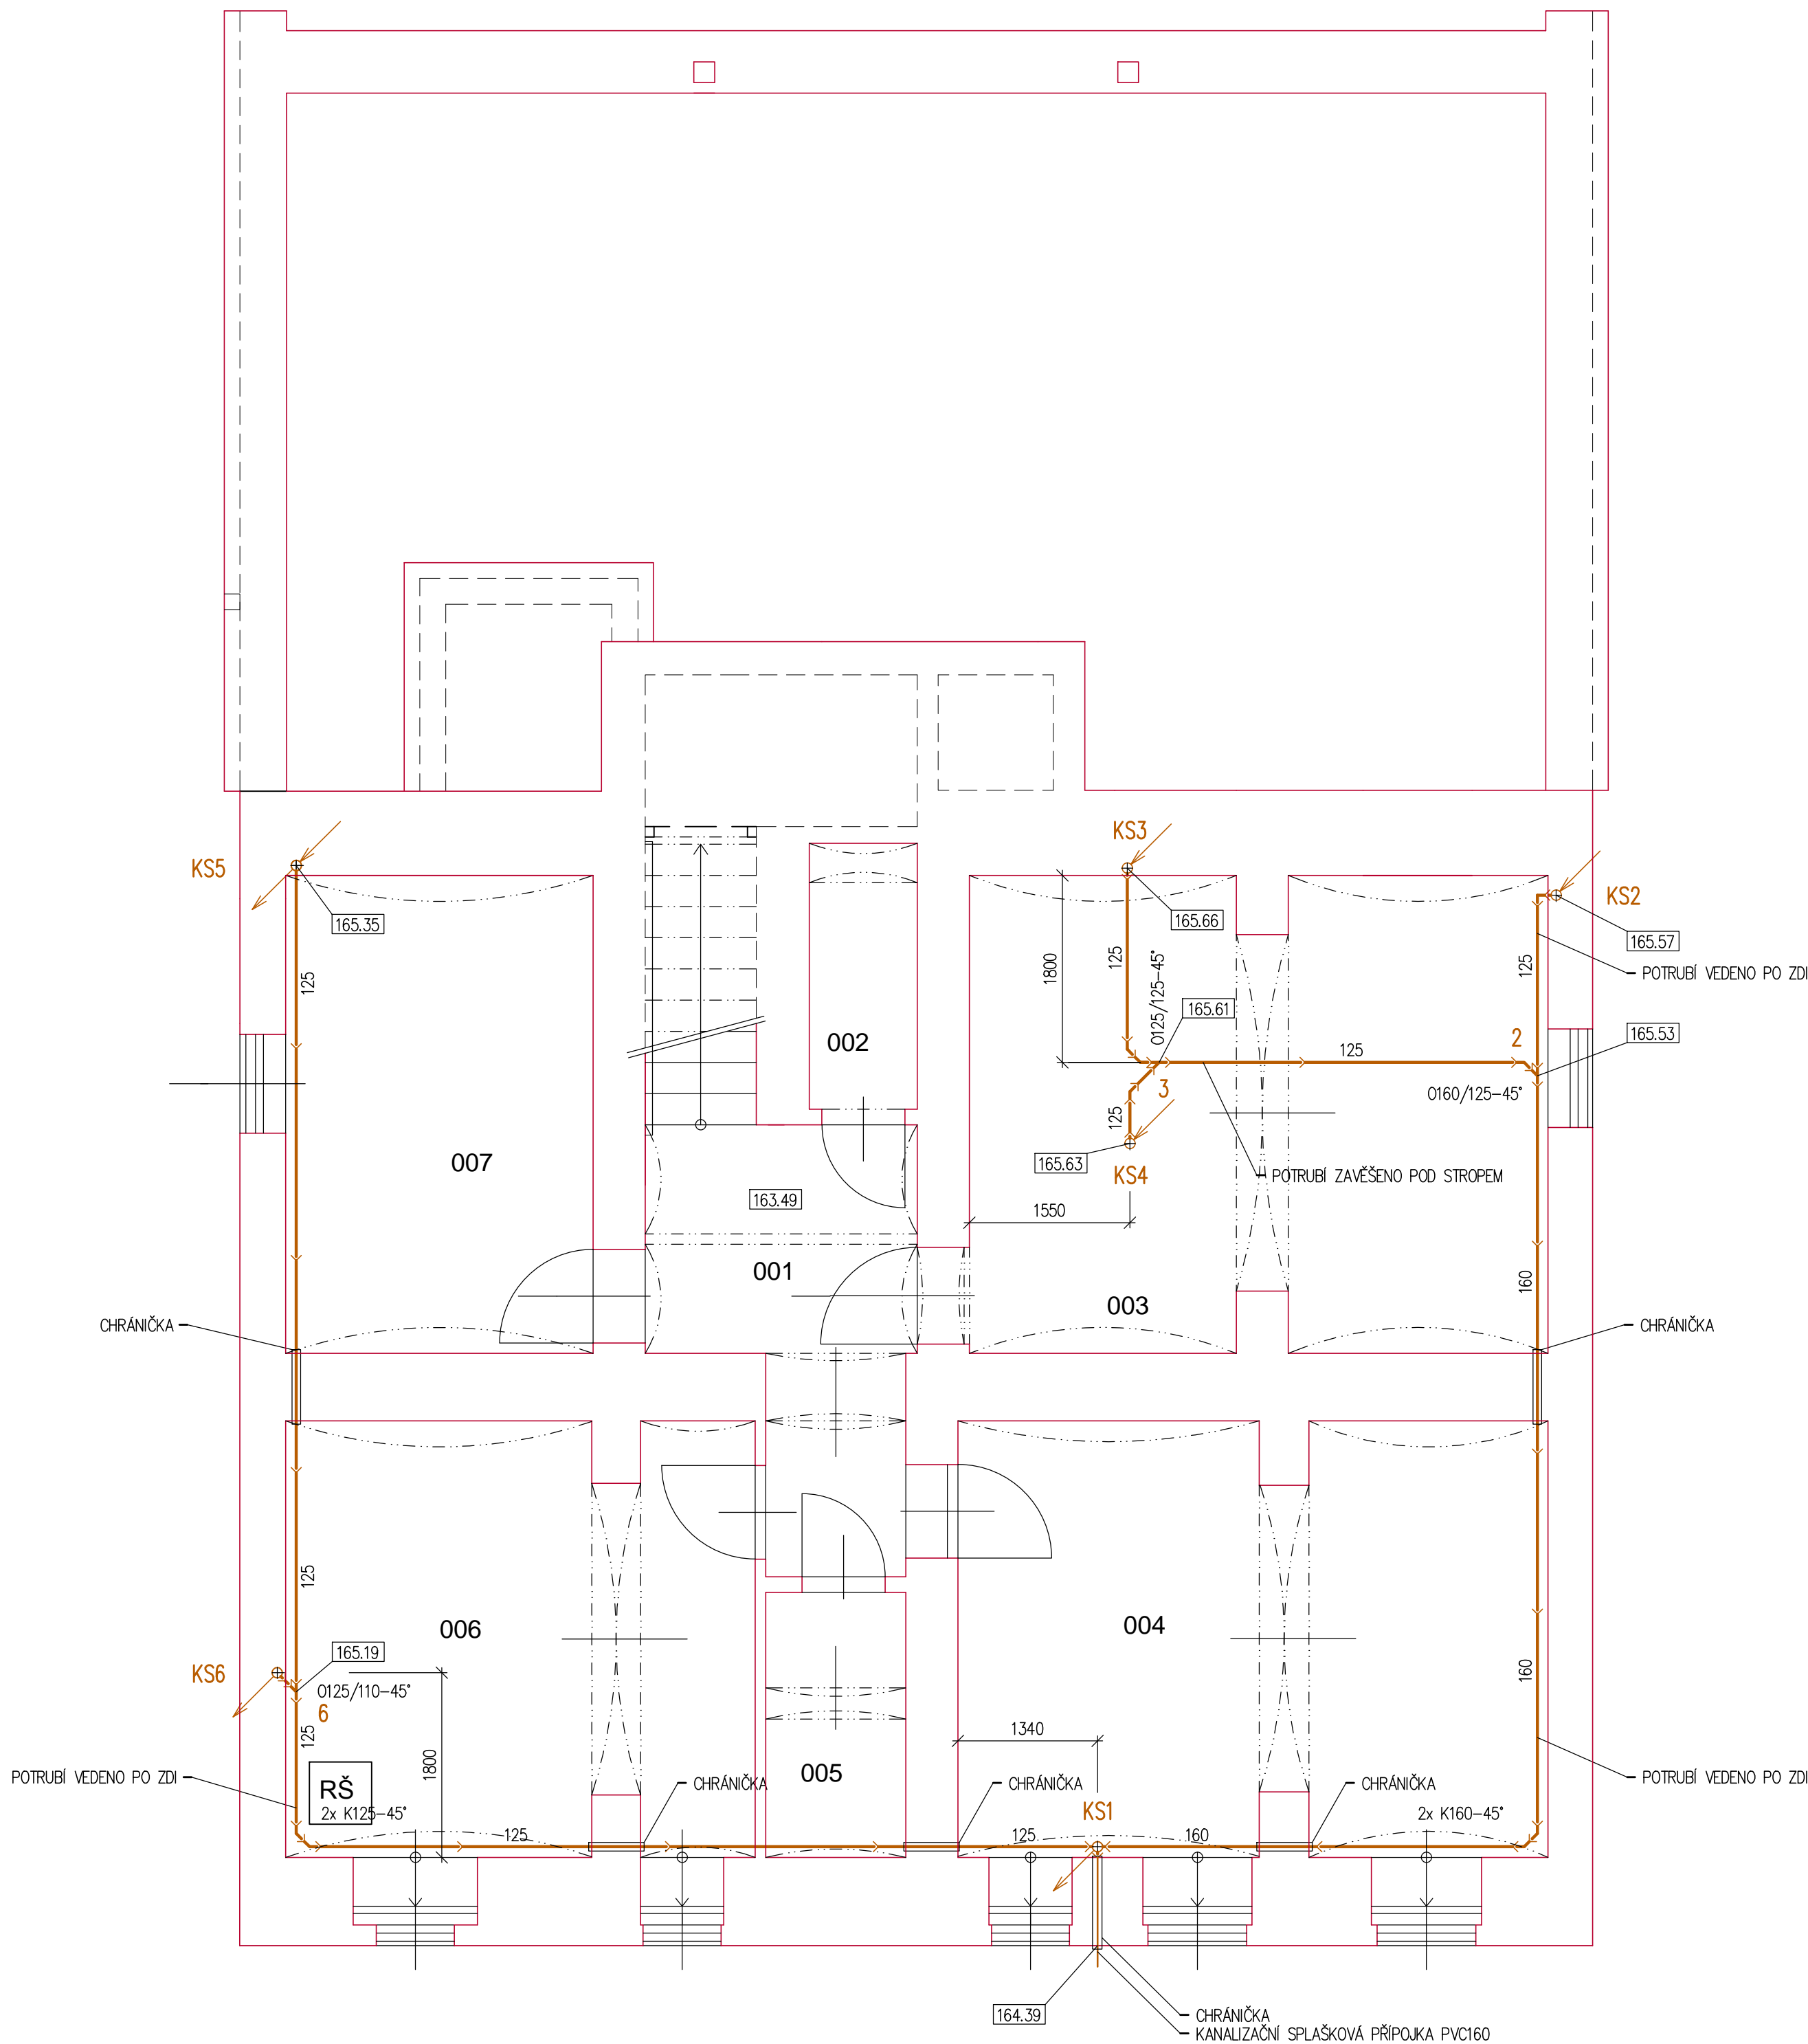 KS3
KS5
KS2
165.35
165.66
165.57
125
125
1800
O125/125-45°
125
POTRUBÍ VEDENO PO ZDI
165.61
002
2
165.53
125
3
O160/125-45°
125
007
165.63
KS4
POTRUBÍ ZAVĚŠENO POD STROPEM
163.49
1550
001
160
003
CHRÁNIČKA
CHRÁNIČKA
125
006
004
165.19
KS6
O125/110-45°
6
160
125
1340
1800
005
POTRUBÍ VEDENO PO ZDI
RŠ
CHRÁNIČKA
CHRÁNIČKA
CHRÁNIČKA
POTRUBÍ VEDENO PO ZDI
2x K125-45°
KS1
2x K160-45°
125
125
160
164.39
CHRÁNIČKA
KANALIZAČNÍ SPLAŠKOVÁ PŘÍPOJKA PVC160